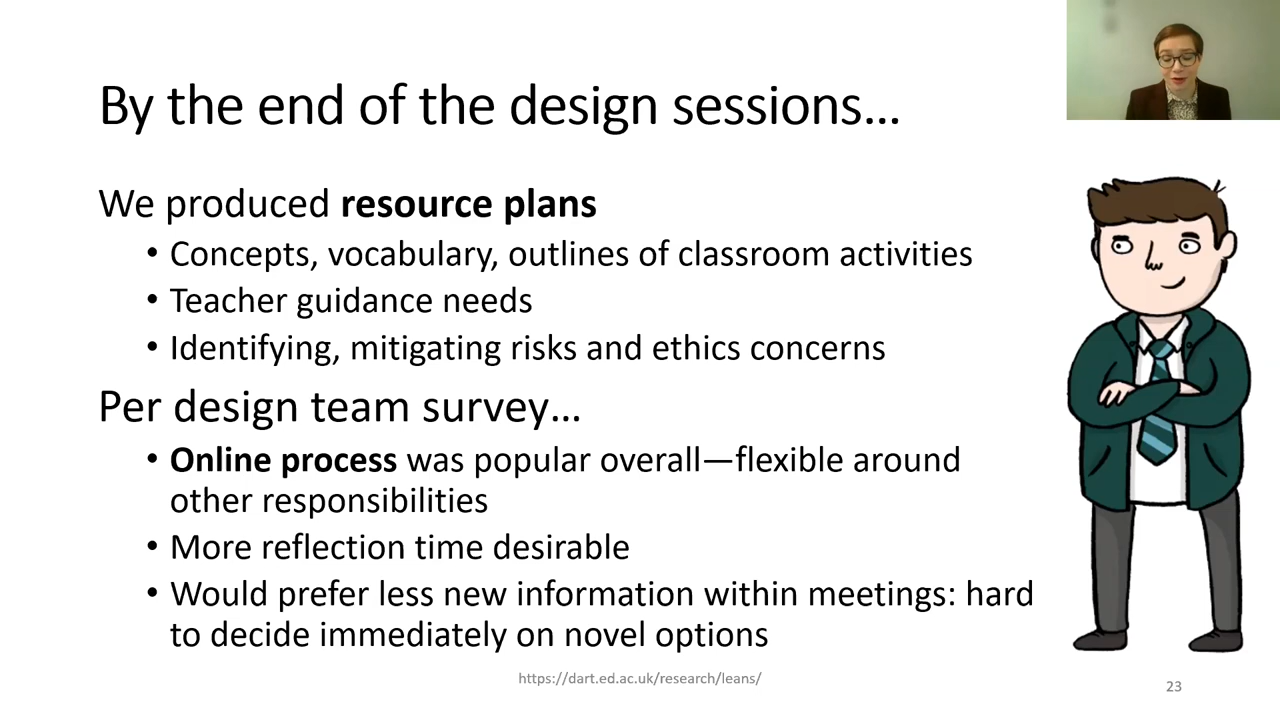 By the end of the design sessions…
We produced resource plans
• Concepts, vocabulary, outlines of classroom activities
• Teacher guidance needs
• Identifying, mitigating risks and ethics concerns
Per design team survey…
• Online process was popular overall—flexible around
other responsibilities
• More reflection time desirable
• Would prefer less new information within meetings: hard
to decide immediately on novel options
https://dart.ed.ac.uk/research/leans/
23